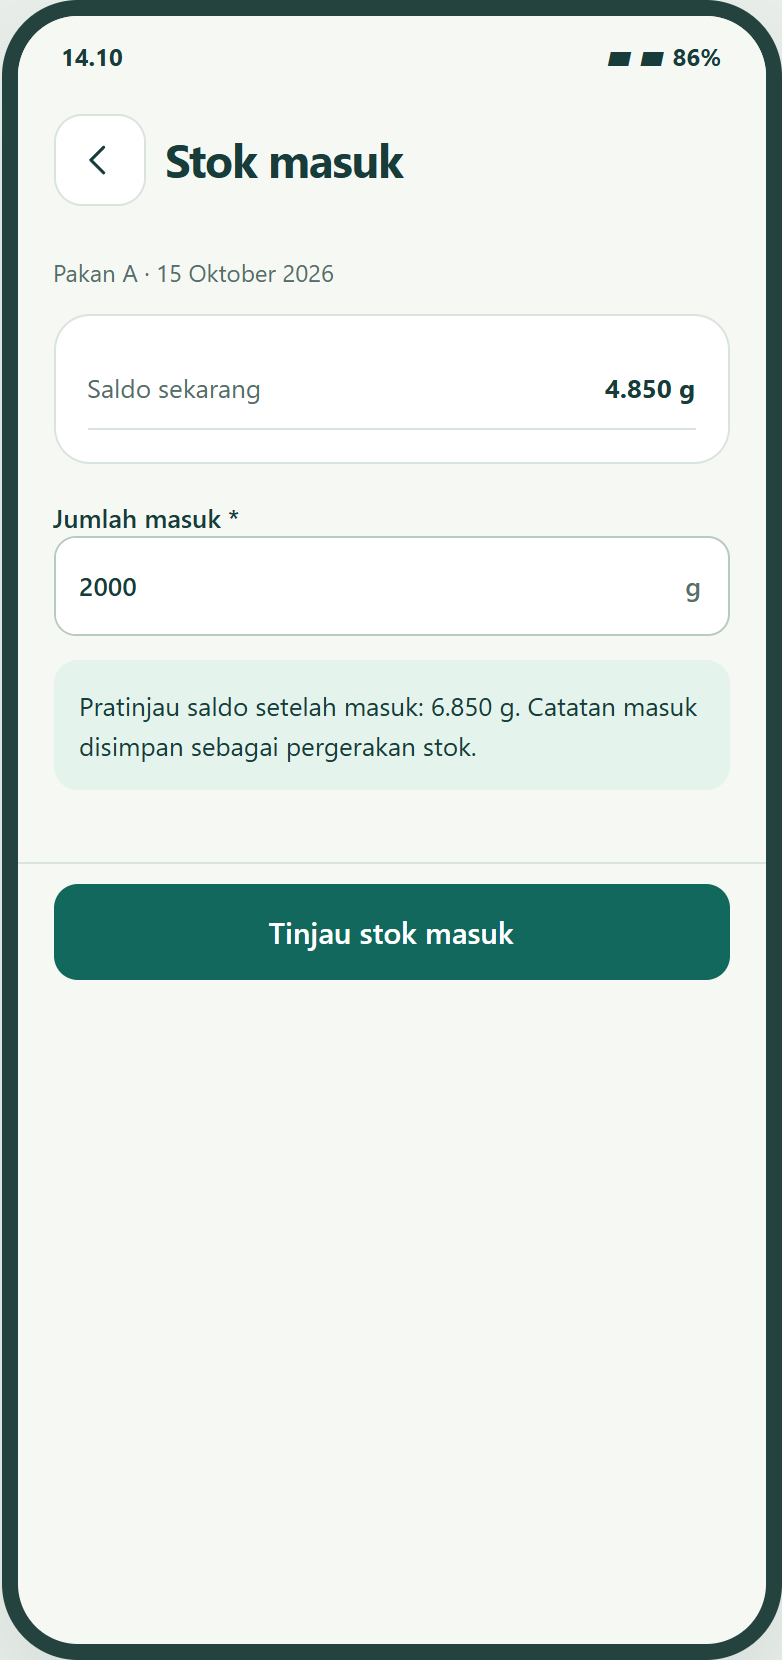 14.10
86%
Stok masuk
Pakan A · 15 Oktober 2026
Saldo sekarang 4.850 g
Jumlah masuk *
2000 g
Pratinjau saldo setelah masuk: 6.850 g. Catatan masuk
disimpan sebagai pergerakan stok.
Tinjau stok masuk